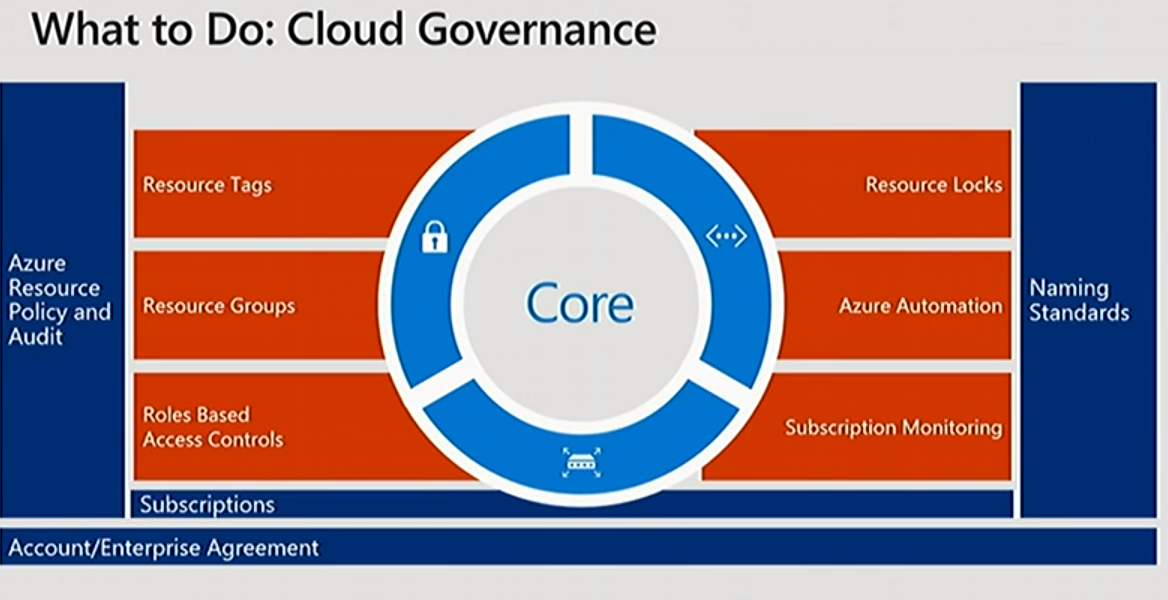 What to Do: Cloud Governance
Azure
Resource
Policy and
Audit
Resource Tags
Resource Groups
Roles Based
Access Controls
Core
Resource Locks
Azure Automation
Subscription Monitoring
Naming
Standards
Subscriptions
Account/Enterprise Agreement